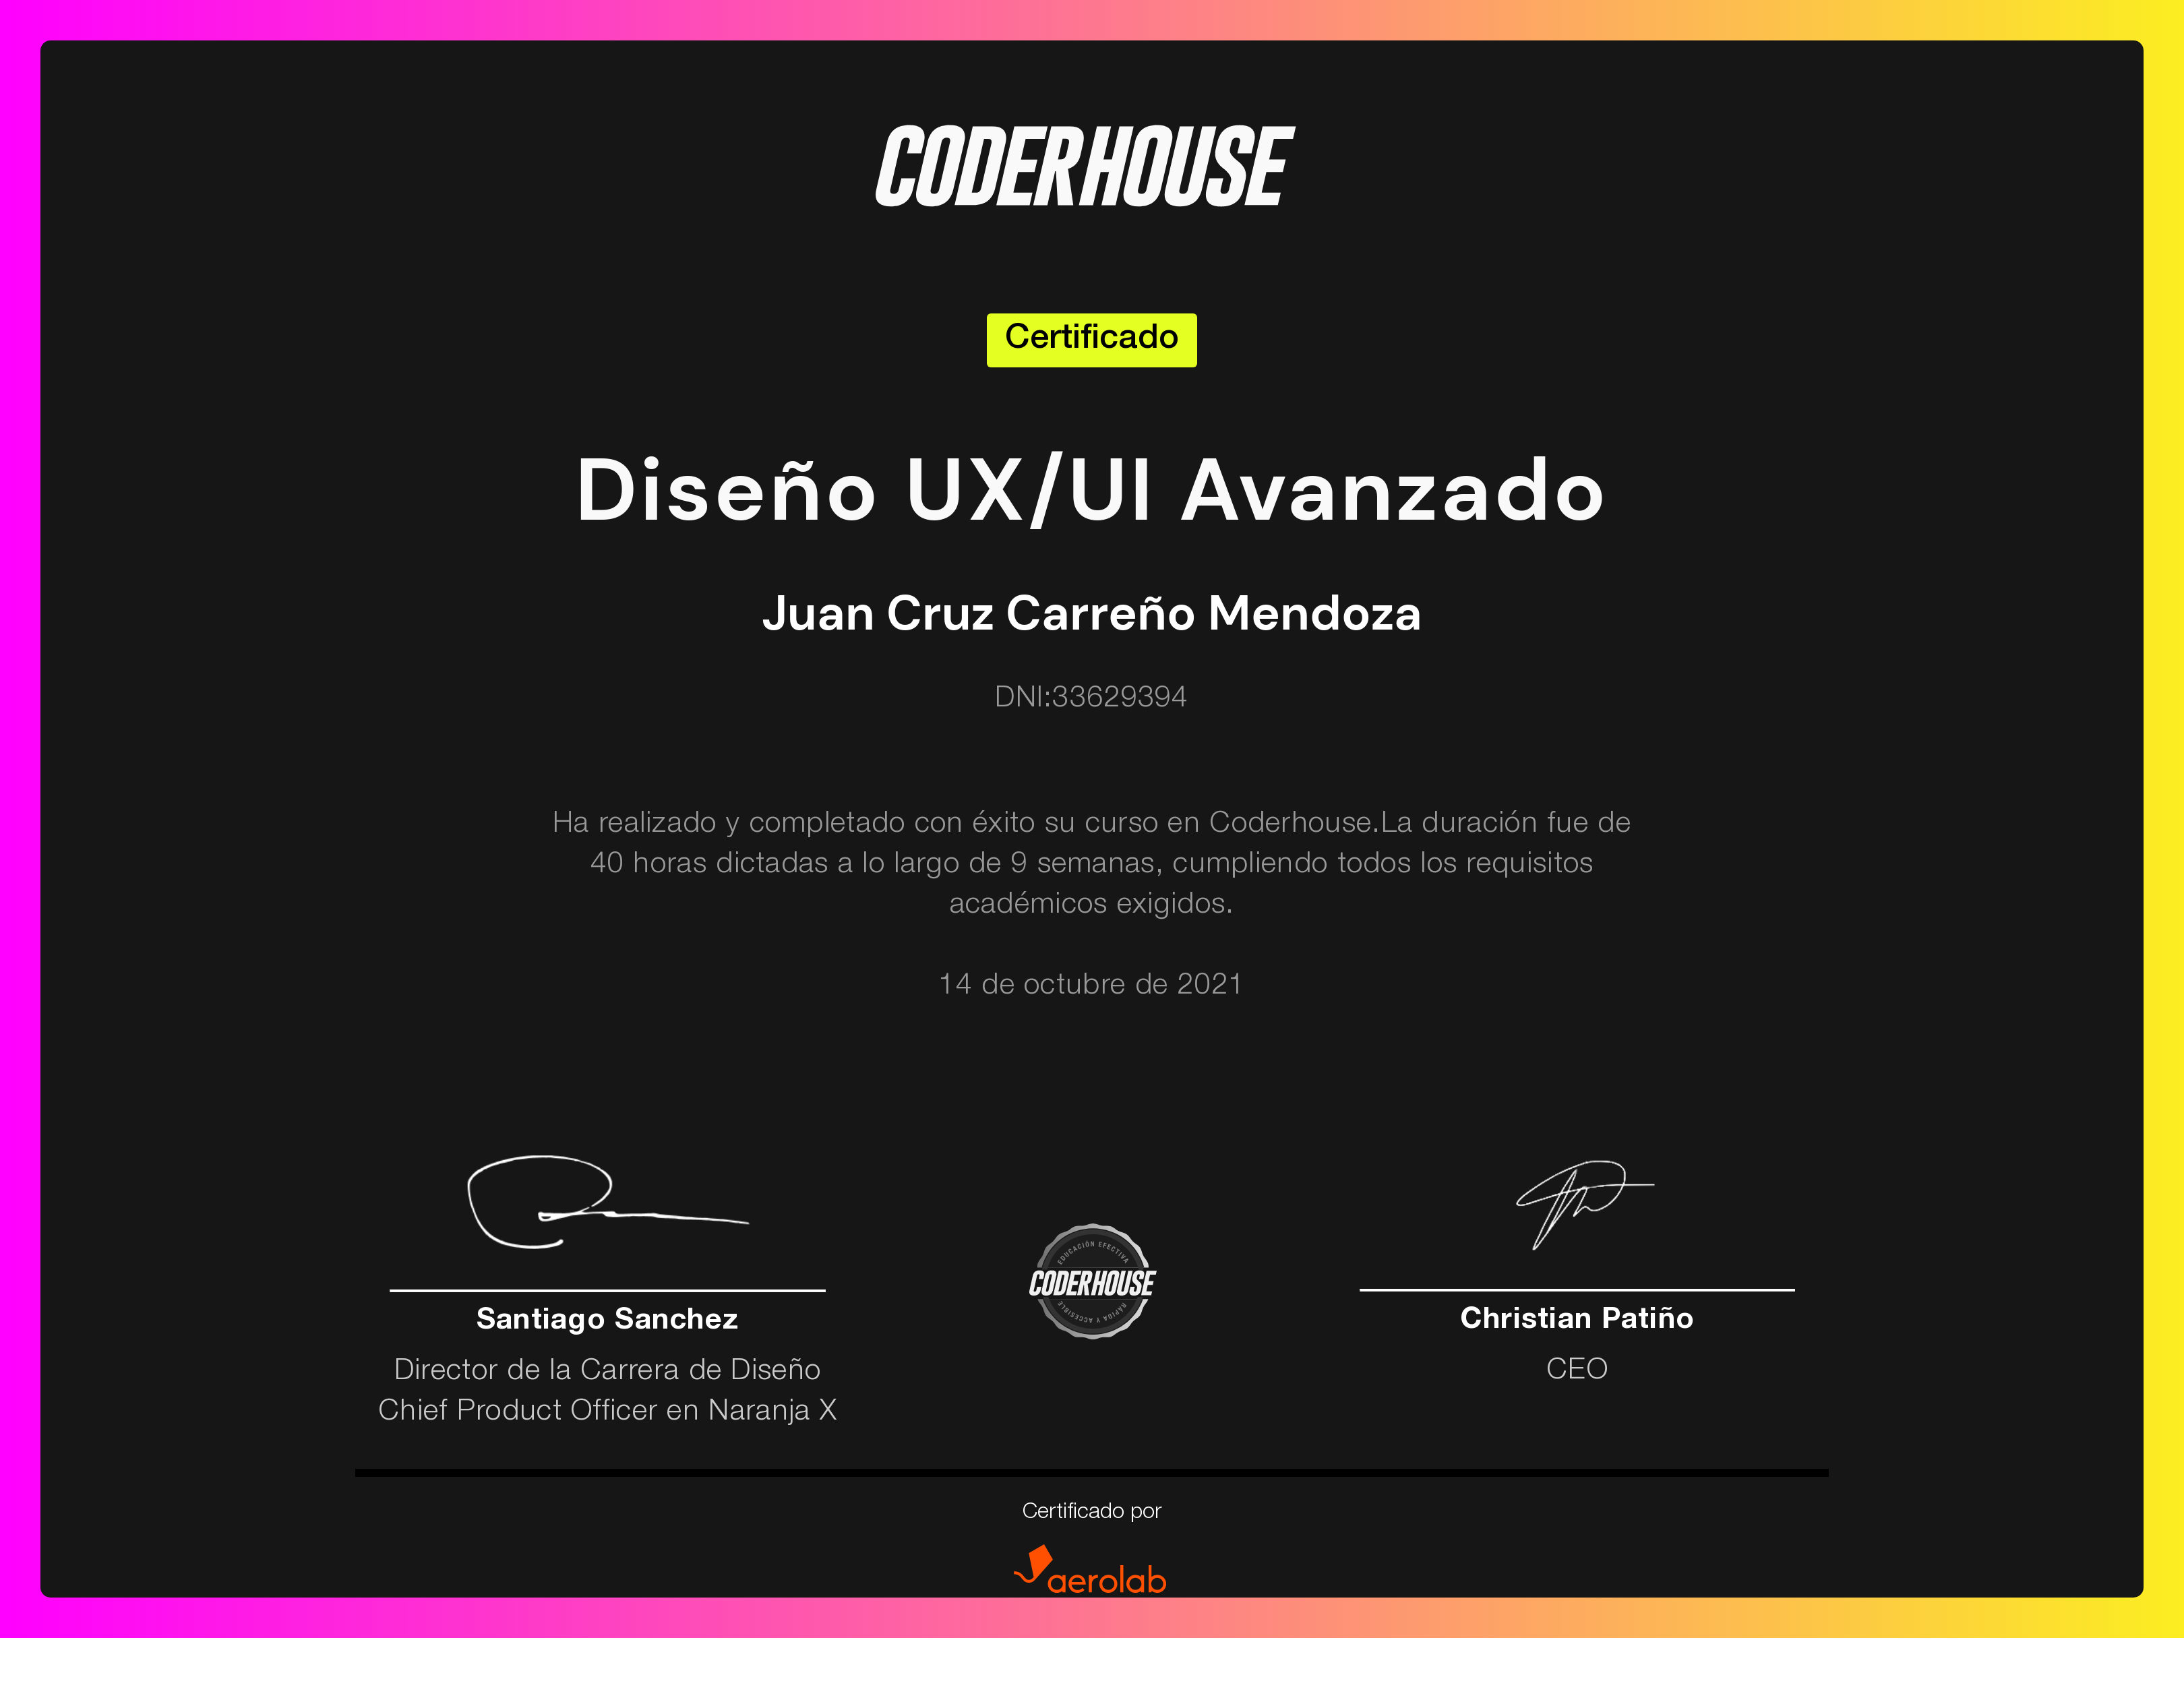 CODERHOUSE
Certificado
Diseño UX/UI Avanzado
Juan Cruz Carreño Mendoza
DNI:33629394
Ha realizado y completado con éxito su curso en Coderhouse.La duración fue de
40 horas dictadas a lo largo de 9 semanas, cumpliendo todos los requisitos
académicos exigidos.
14 de octubre de 2021
EDUCACIÓN EFECTIVA
CODERHOUSE
RÁPIDA Y ACCESIBLE
Santiago Sanchez
Director de la Carrera de Diseño
Chief Product Officer en Naranja X
Christian Patiño
CEO
Certificado por
aerolab